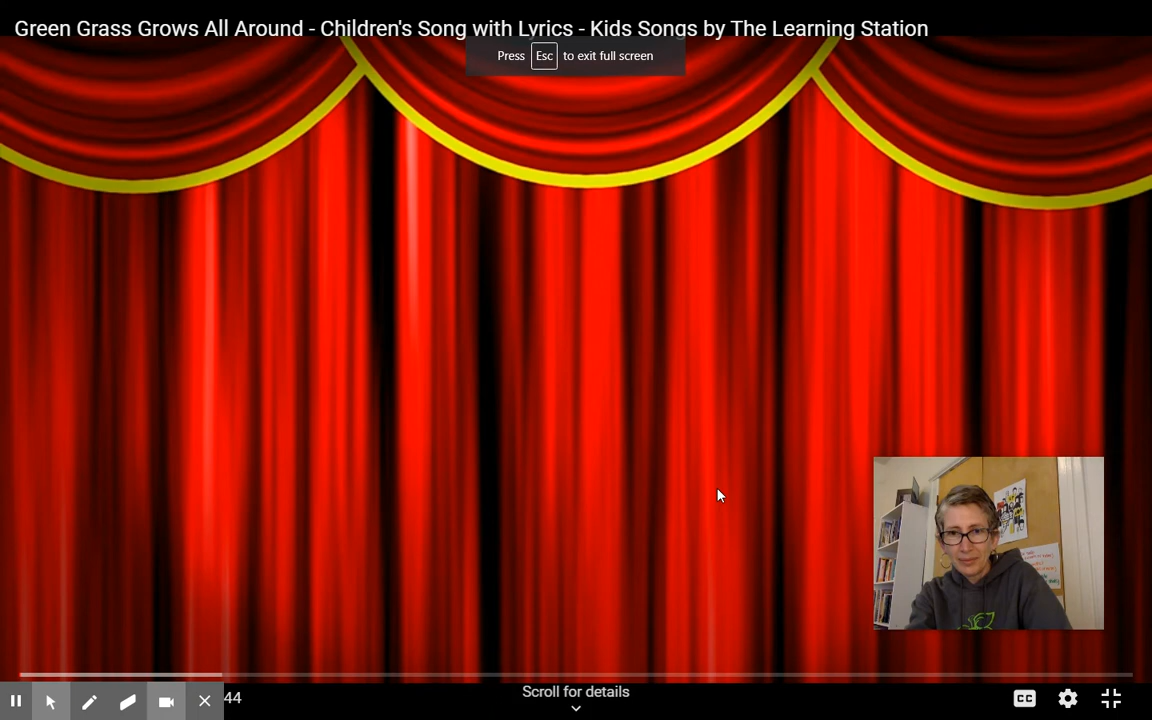 Green Grass Grows All Around - Children's Song with Lyrics - Kids Songs by The Learning Station
Press Esc to exit full screen
44
Scroll for details
CC